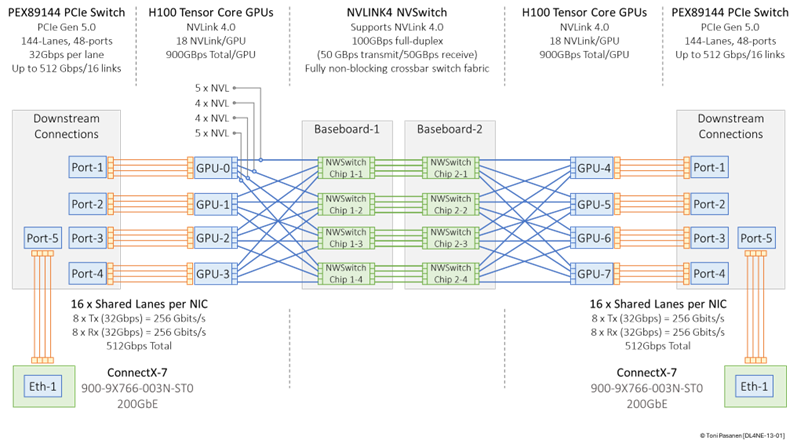 PEX89144 PCIe Switch
PCIe Gen 5.0
144-Lanes, 48-ports
32Gbps per lane
Up to 512 Gbps/16 links
H100 Tensor Core GPUs
NVLink 4.0
18 NVLink/GPU
900GBps Total/GPU
NVLINK4 NVSwitch
Supports NVLink 4.0
100GBps full-duplex
(50 GBps transmit/50GBps receive)
Fully non-blocking crossbar switch fabric
H100 Tensor Core GPUs
NVLink 4.0
18 NVLink/GPU
900GBps Total/GPU
PEX89144 PCIe Switch
PCIe Gen 5.0
144-Lanes, 48-ports
Up to 512 Gbps/16 links
5 x NVL
4 x NVL
4 x NVL
5 x NVL
Downstream
Connections
Baseboard-1
Baseboard-2
Downstream
Connections
Port-1
GPU-0
NWSwitch
Chip 1-1
NWSwitch
Chip 2-1
GPU-4
Port-1
Port-2
GPU-1
NWSwitch
Chip 1-2
NWSwitch
Chip 2-2
GPU-5
Port-2
Port-5
Port-3
GPU-2
NWSwitch
Chip 1-3
NWSwitch
Chip 2-3
GPU-6
Port-3
Port-5
Port-4
GPU-3
NWSwitch
Chip 1-4
NWSwitch
Chip 2-4
GPU-7
Port-4
16 x Shared Lanes per NIC
8 x Tx (32Gbps) = 256 Gbits/s
8 x Rx (32Gbps) = 256 Gbits/s
512Gbps Total
16 x Shared Lanes per NIC
8 x Tx (32Gbps) = 256 Gbits/s
8 x Rx (32Gbps) = 256 Gbits/s
512Gbps Total
Eth-1
ConnectX-7
900-9X766-003N-ST0
200GbE
ConnectX-7
900-9X766-003N-ST0
200GbE
Eth-1
© Toni Pasanen [DL4NE-13-01]